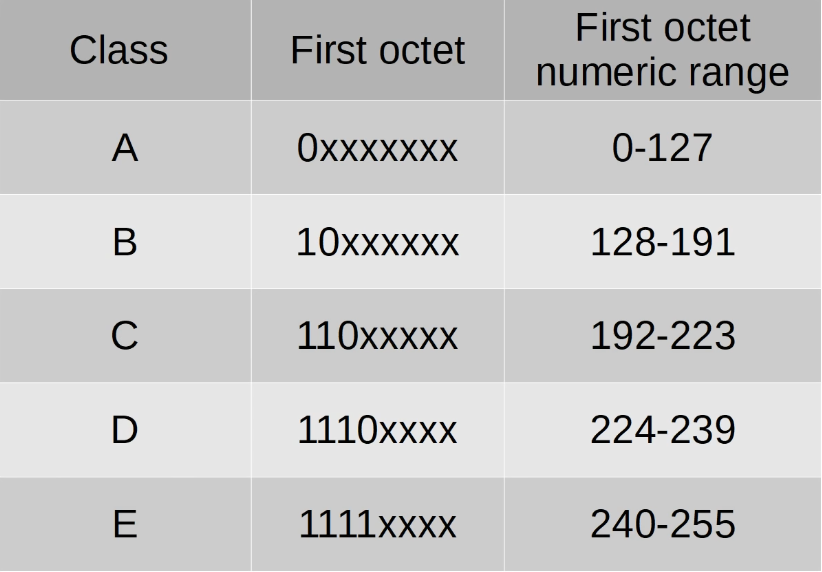 Class First octet First octet numeric range
A 0xxxxxxx 0-127
B 10xxxxxx 128-191
C 110xxxxx 192-223
D 1110xxxx 224-239
E 1111xxxx 240-255